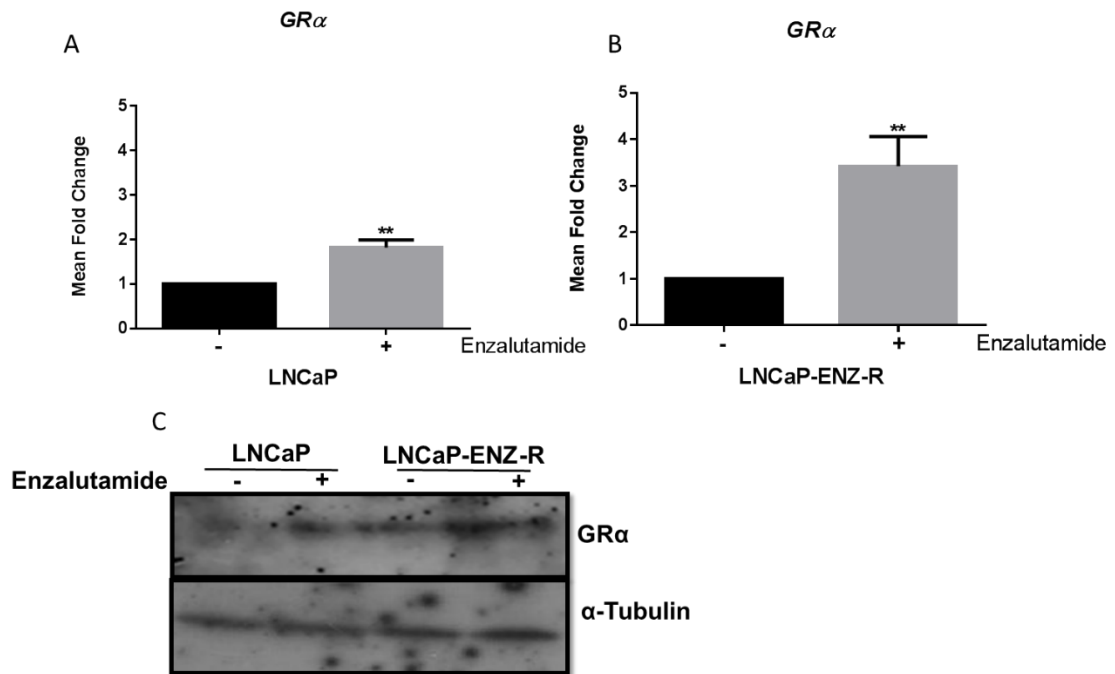 A
GRα
Mean Fold Change
5
4
3
2
1
0
**
- + Enzalutamide
LNCaP
B
GRα
Mean Fold Change
5
4
3
2
1
0
**
- + Enzalutamide
LNCaP-ENZ-R
C
LNCaP LNCaP-ENZ-R
Enzalutamide - + - +
GRα
α-Tubulin